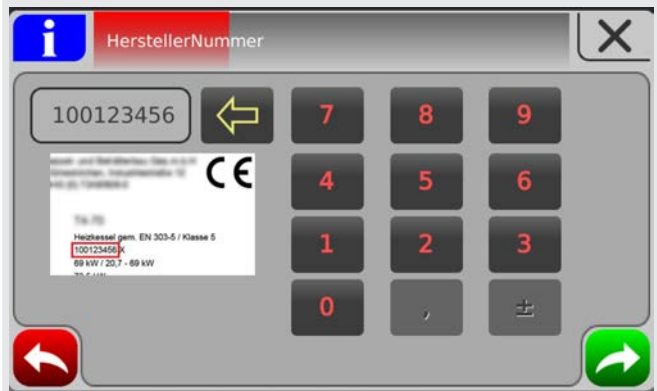 i
HerstellerNummer
100123456
7
8
9
CE
Heizkessel gem. EN 303-5 / Klasse 5
100123456 X
69 kW / 20,7 - 69 kW
4
5
6
1
2
3
0
,
±